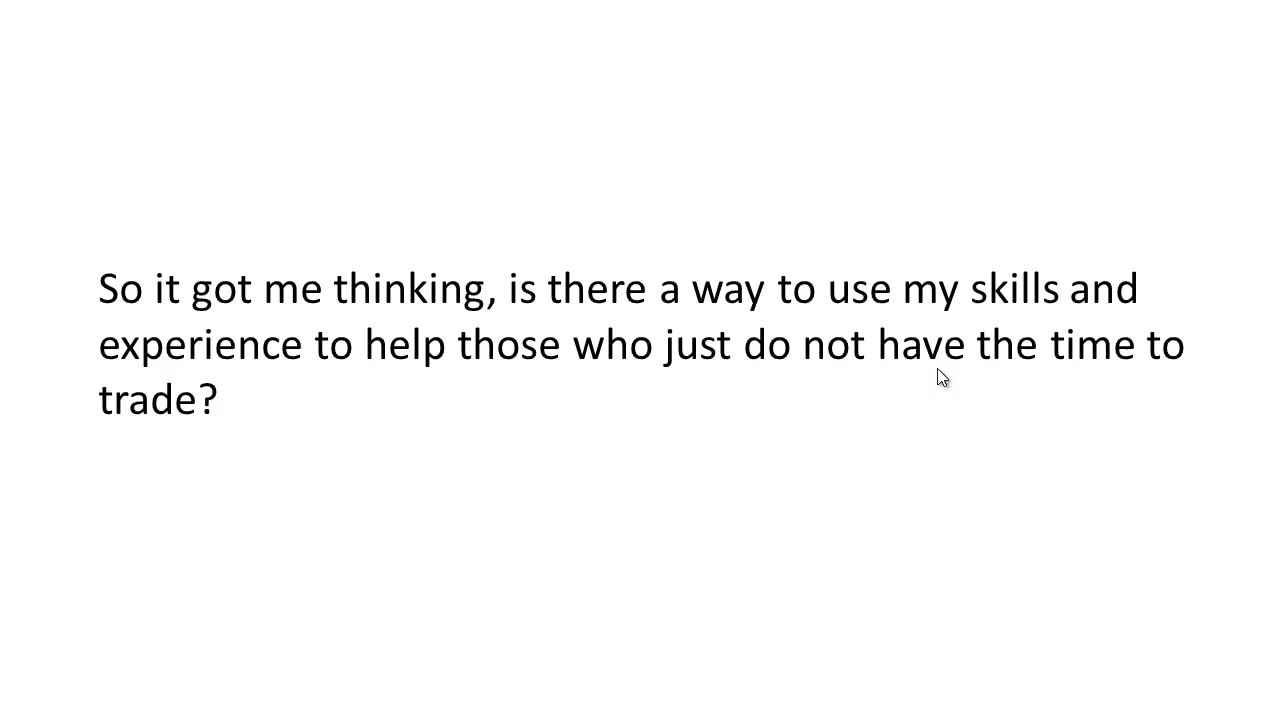 So it got me thinking, is there a way to use my skills and
experience to help those who just do not have the time to
trade?